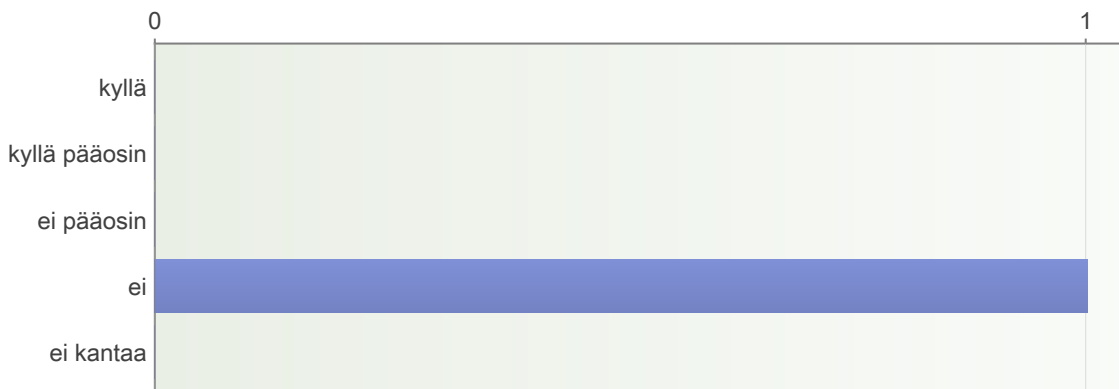 0 1
kyllä
kyllä pääosin
ei pääosin
ei
ei kantaa